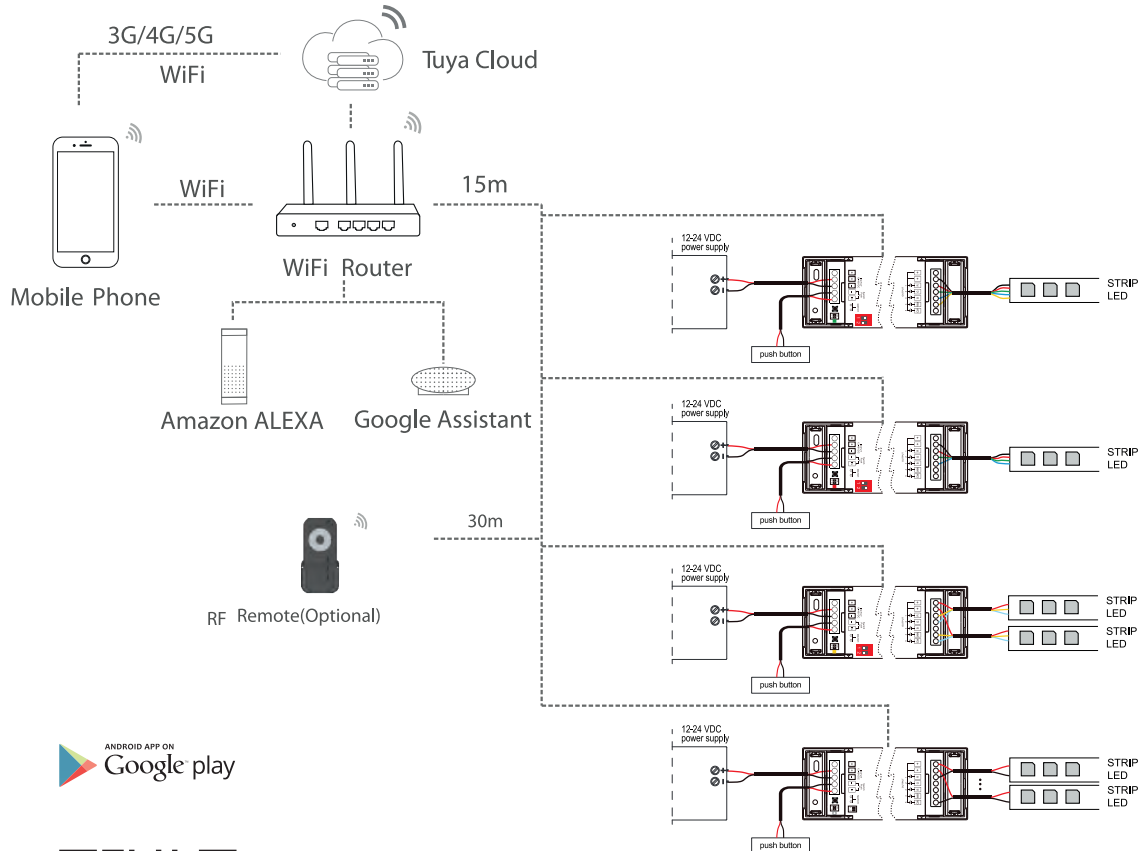 3G/4G/5G
WiFi
Tuya Cloud
WiFi
15m
WiFi Router
Mobile Phone
Amazon ALEXA
Google Assistant
30m
RF Remote(Optional)
ANDROID APP ON
Google play
12-24 VDC
power supply
+
push button
STRIP
LED
12-24 VDC
power supply
+
push button
STRIP
LED
12-24 VDC
power supply
+
push button
STRIP
LED
STRIP
LED
12-24 VDC
power supply
+
push button
STRIP
LED
STRIP
LED